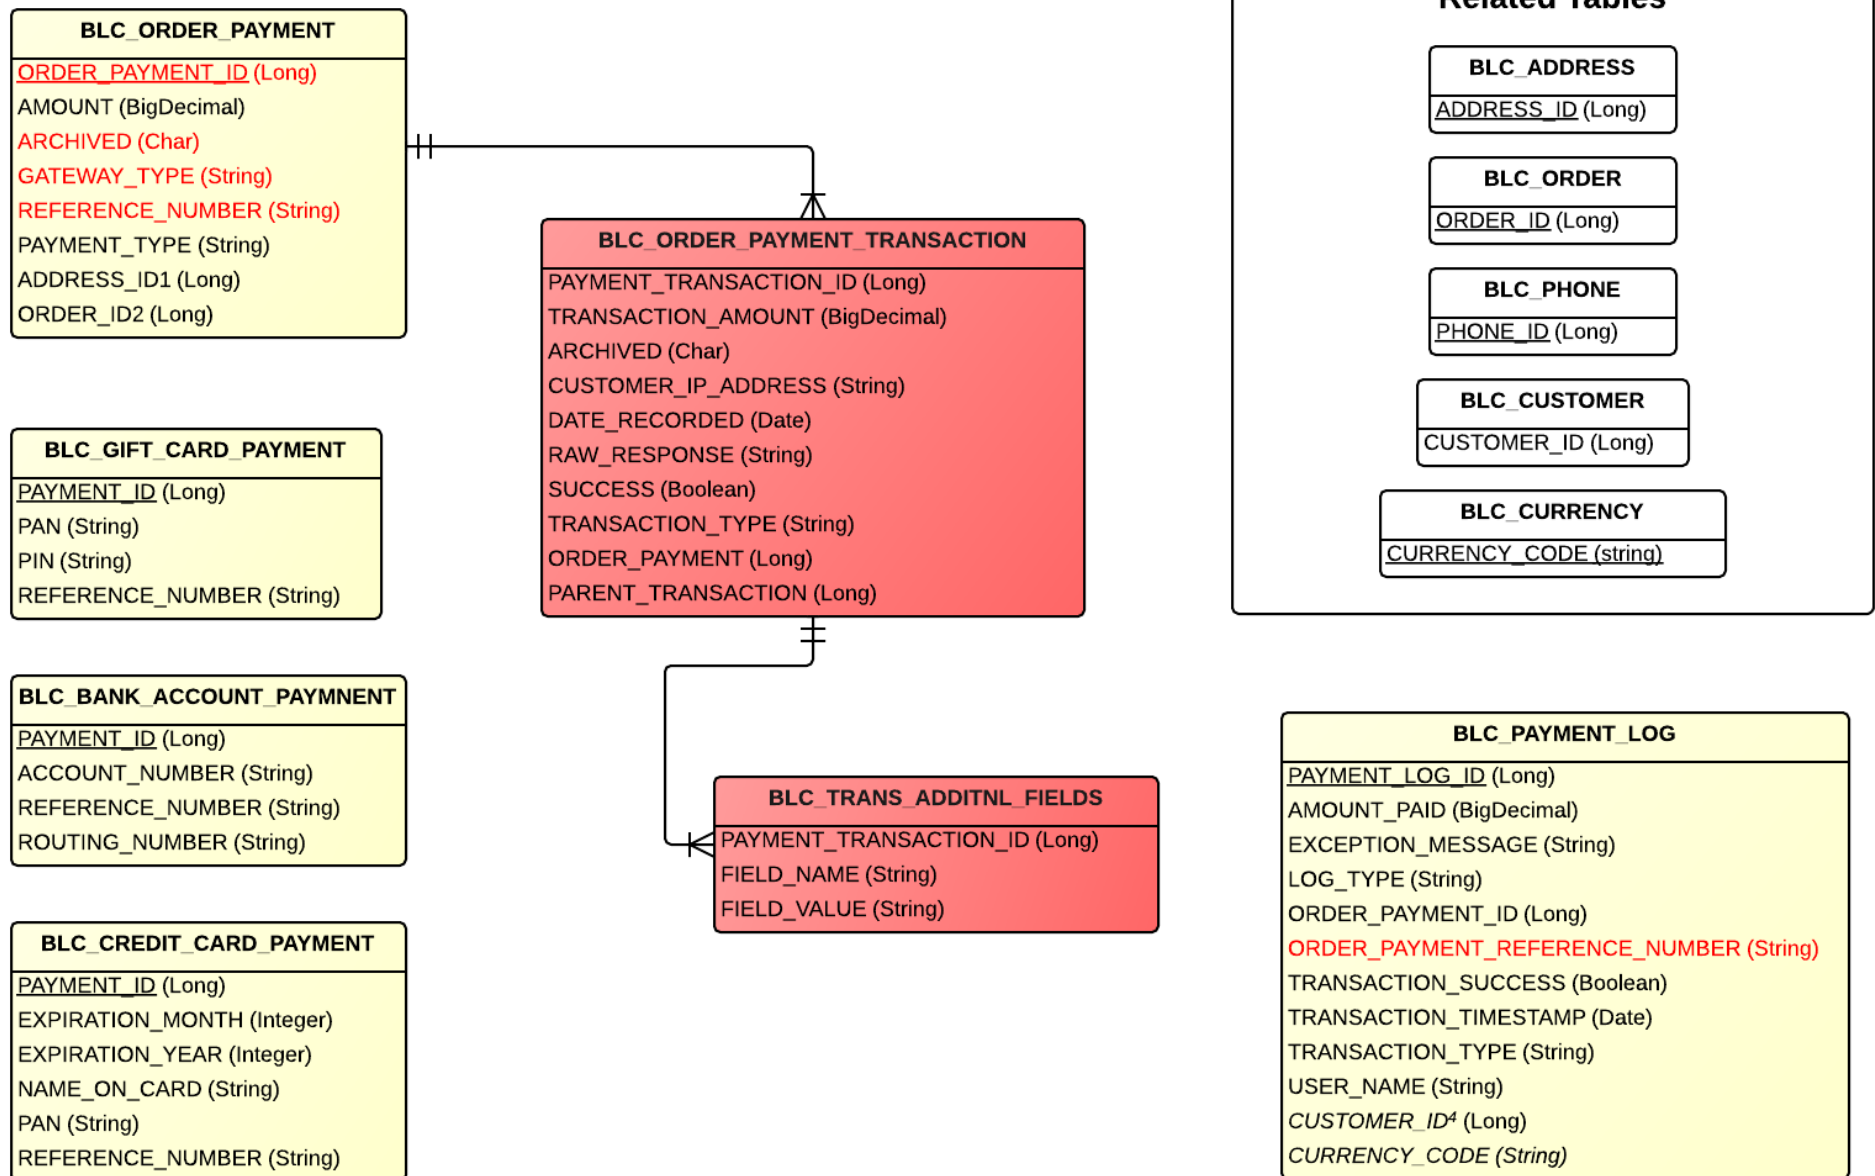 BLC_ORDER_PAYMENT
ORDER_PAYMENT_ID (Long)
AMOUNT (BigDecimal)
ARCHIVED (Char)
GATEWAY_TYPE (String)
REFERENCE_NUMBER (String)
PAYMENT_TYPE (String)
ADDRESS_ID1 (Long)
ORDER_ID2 (Long)
BLC_GIFT_CARD_PAYMENT
PAYMENT_ID (Long)
PAN (String)
PIN (String)
REFERENCE_NUMBER (String)
BLC_BANK_ACCOUNT_PAYMNENT
PAYMENT_ID (Long)
ACCOUNT_NUMBER (String)
REFERENCE_NUMBER (String)
ROUTING_NUMBER (String)
BLC_CREDIT_CARD_PAYMENT
PAYMENT_ID (Long)
EXPIRATION_MONTH (Integer)
EXPIRATION_YEAR (Integer)
NAME_ON_CARD (String)
PAN (String)
REFERENCE_NUMBER (String)
BLC_ORDER_PAYMENT_TRANSACTION
PAYMENT_TRANSACTION_ID (Long)
TRANSACTION_AMOUNT (BigDecimal)
ARCHIVED (Char)
CUSTOMER_IP_ADDRESS (String)
DATE_RECORDED (Date)
RAW_RESPONSE (String)
SUCCESS (Boolean)
TRANSACTION_TYPE (String)
ORDER_PAYMENT (Long)
PARENT_TRANSACTION (Long)
BLC_TRANS_ADDITNL_FIELDS
PAYMENT_TRANSACTION_ID (Long)
FIELD_NAME (String)
FIELD_VALUE (String)
Related Tables
BLC_ADDRESS
ADDRESS_ID (Long)
BLC_ORDER
ORDER_ID (Long)
BLC_PHONE
PHONE_ID (Long)
BLC_CUSTOMER
CUSTOMER_ID (Long)
BLC_CURRENCY
CURRENCY_CODE (string)
BLC_PAYMENT_LOG
PAYMENT_LOG_ID (Long)
AMOUNT_PAID (BigDecimal)
EXCEPTION_MESSAGE (String)
LOG_TYPE (String)
ORDER_PAYMENT_ID (Long)
ORDER_PAYMENT_REFERENCE_NUMBER (String)
TRANSACTION_SUCCESS (Boolean)
TRANSACTION_TIMESTAMP (Date)
TRANSACTION_TYPE (String)
USER_NAME (String)
CUSTOMER_ID⁴ (Long)
CURRENCY_CODE (String)